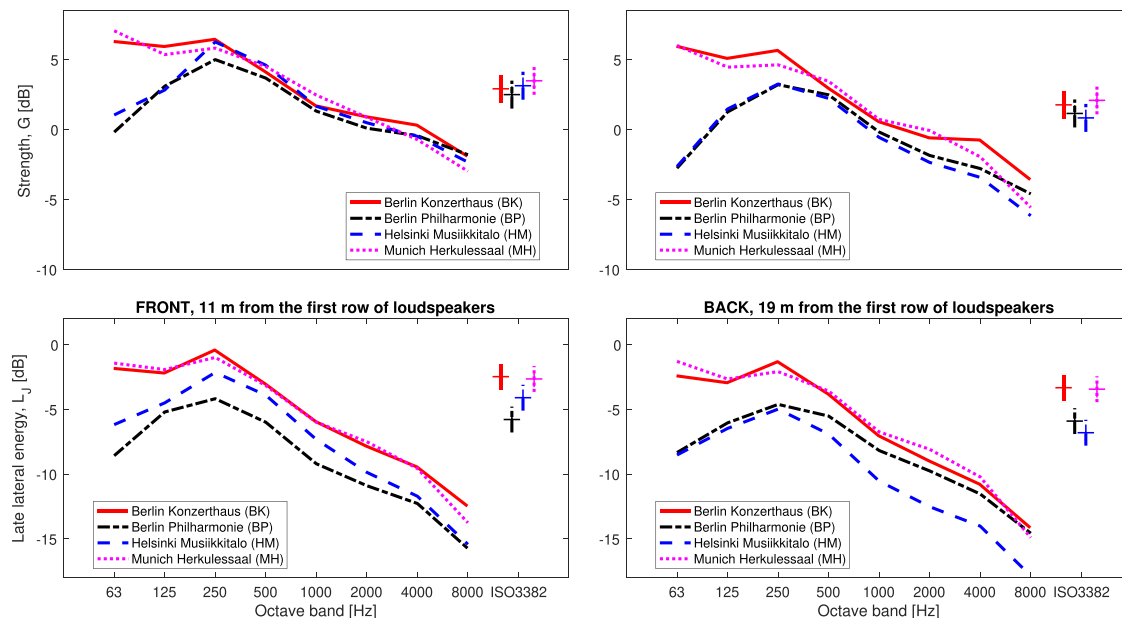 Strength, G [dB]
5
0
-5
-10
Berlin Konzerthaus (BK)
Berlin Philharmonie (BP)
Helsinki Musiikkitalo (HM)
Munich Herkulessaal (MH)
5
0
-5
-10
Berlin Konzerthaus (BK)
Berlin Philharmonie (BP)
Helsinki Musiikkitalo (HM)
Munich Herkulessaal (MH)
FRONT, 11 m from the first row of loudspeakers
Late lateral energy, L_J [dB]
0
-5
-10
-15
Berlin Konzerthaus (BK)
Berlin Philharmonie (BP)
Helsinki Musiikkitalo (HM)
Munich Herkulessaal (MH)
63 125 250 500 1000 2000 4000 8000 ISO3382
Octave band [Hz]
BACK, 19 m from the first row of loudspeakers
0
-5
-10
-15
Berlin Konzerthaus (BK)
Berlin Philharmonie (BP)
Helsinki Musiikkitalo (HM)
Munich Herkulessaal (MH)
63 125 250 500 1000 2000 4000 8000 ISO3382
Octave band [Hz]